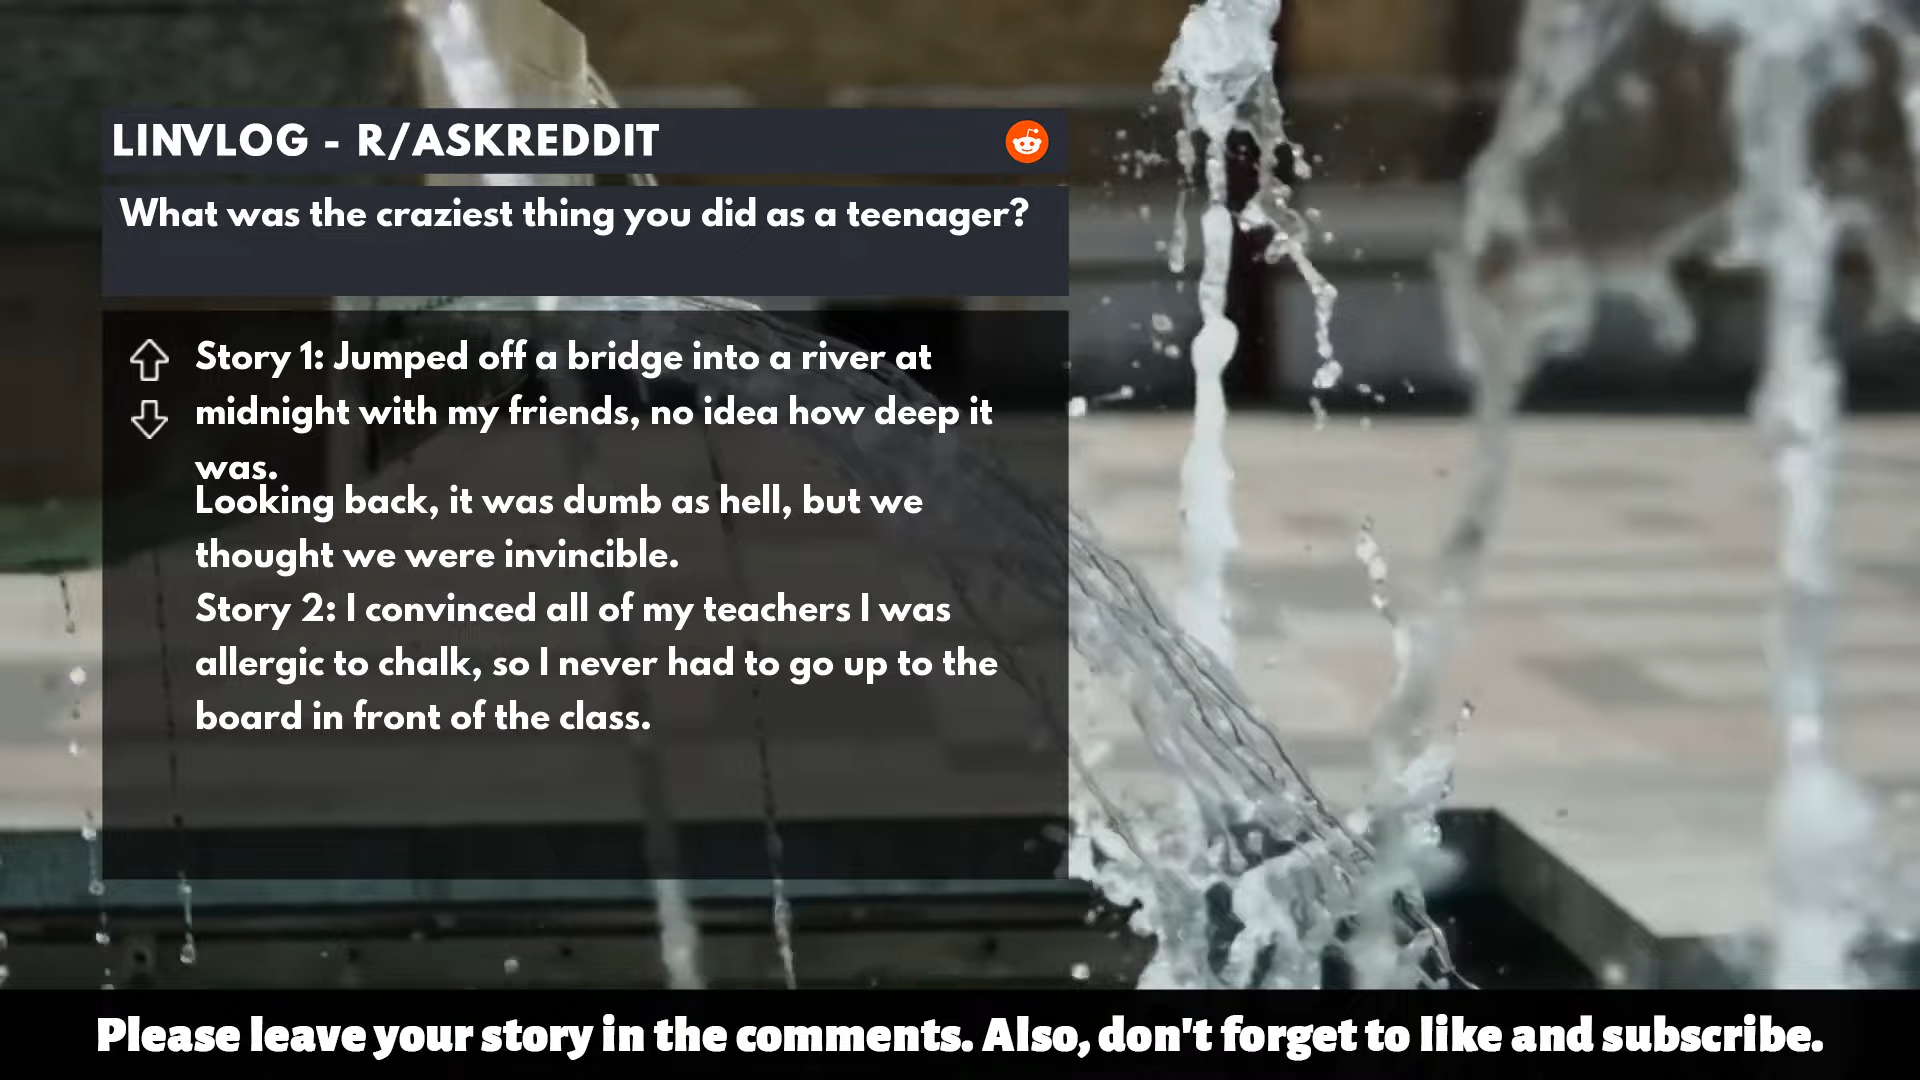 LINVLOG - R/ASKREDDIT
What was the craziest thing you did as a teenager?
Story 1: Jumped off a bridge into a river at
midnight with my friends, no idea how deep it
was.
Looking back, it was dumb as hell, but we
thought we were invincible.
Story 2: I convinced all of my teachers I was
allergic to chalk, so I never had to go up to the
board in front of the class.
Please leave your story in the comments. Also, don't forget to like and subscribe.